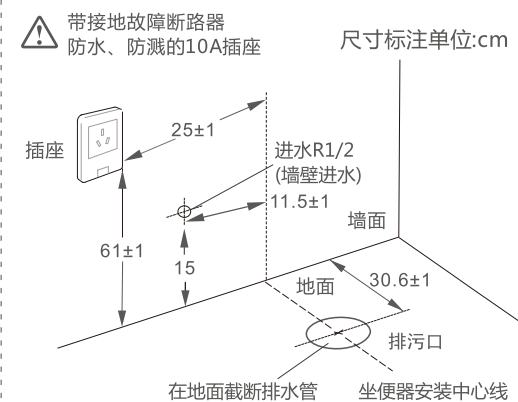 带接地故障断路器
防水、防溅的10A插座
尺寸标注单位:cm
25±1
插座
进水R1/2
(墙壁进水)
11.5±1
墙面
61±1
15
地面
30.6±1
排污口
在地面截断排水管
坐便器安装中心线